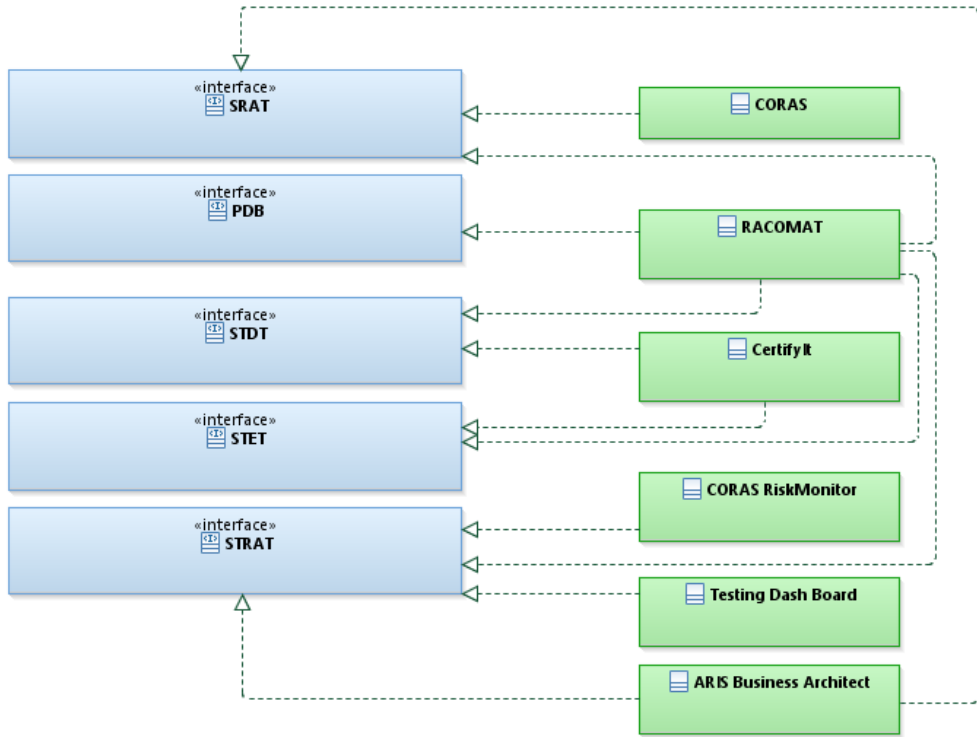 «interface»
SRAT
CORAS
«interface»
PDB
RACOMAT
«interface»
STDT
CertifyIt
«interface»
STET
CORAS RiskMonitor
«interface»
STRAT
Testing Dash Board
ARIS Business Architect